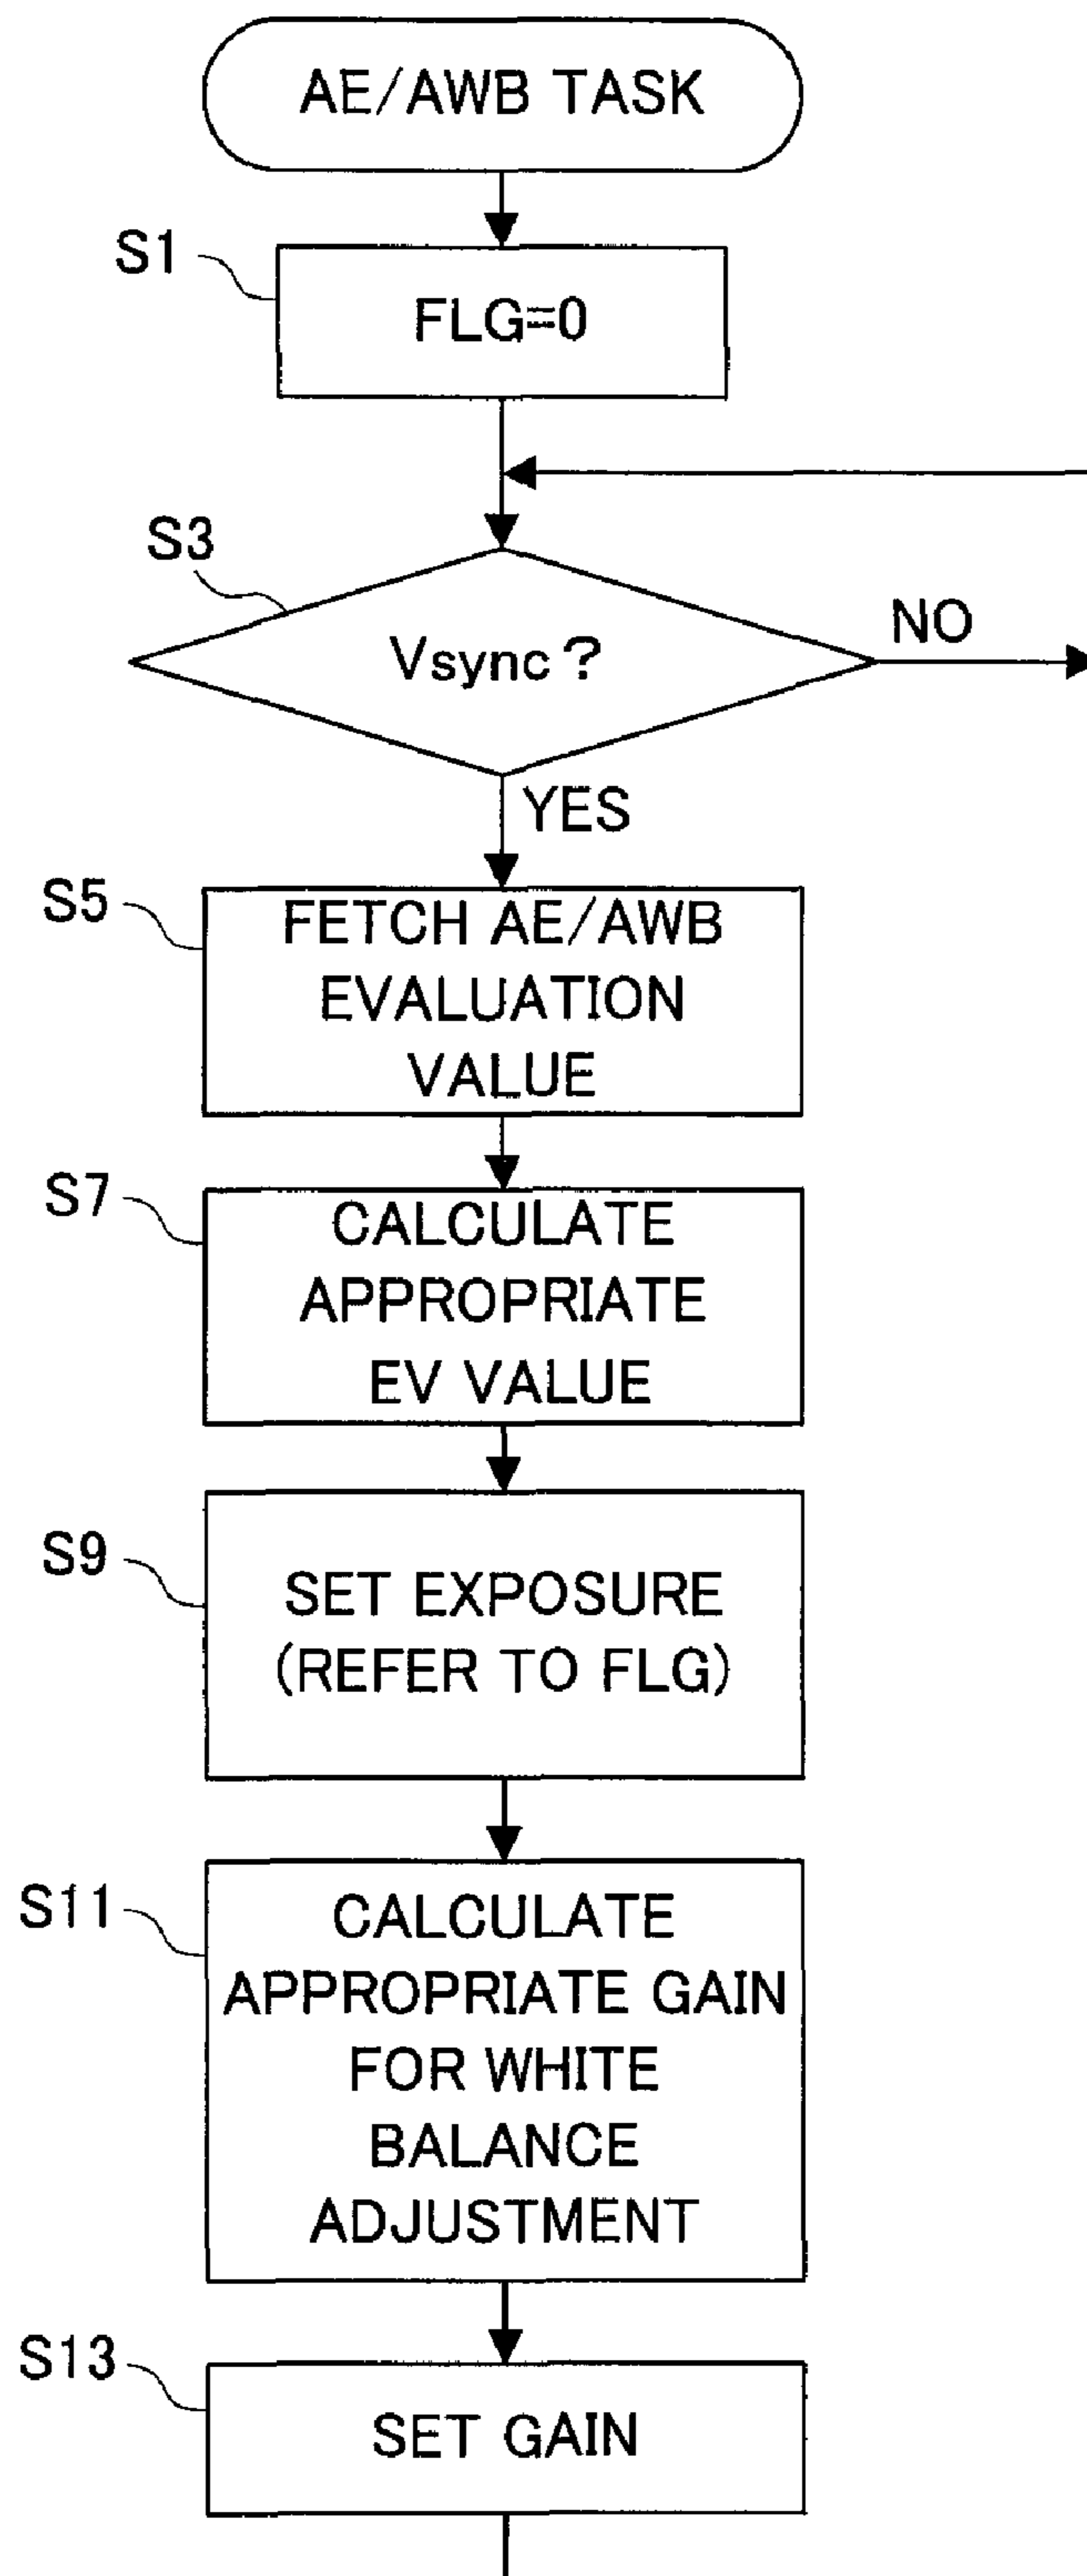 AE/AWB TASK
S1
FLG=0
S3
Vsync ?
NO
YES
S5
FETCH AE/AWB
EVALUATION
VALUE
S7
CALCULATE
APPROPRIATE
EV VALUE
S9
SET EXPOSURE
(REFER TO FLG)
S11
CALCULATE
APPROPRIATE GAIN
FOR WHITE
BALANCE
ADJUSTMENT
S13
SET GAIN